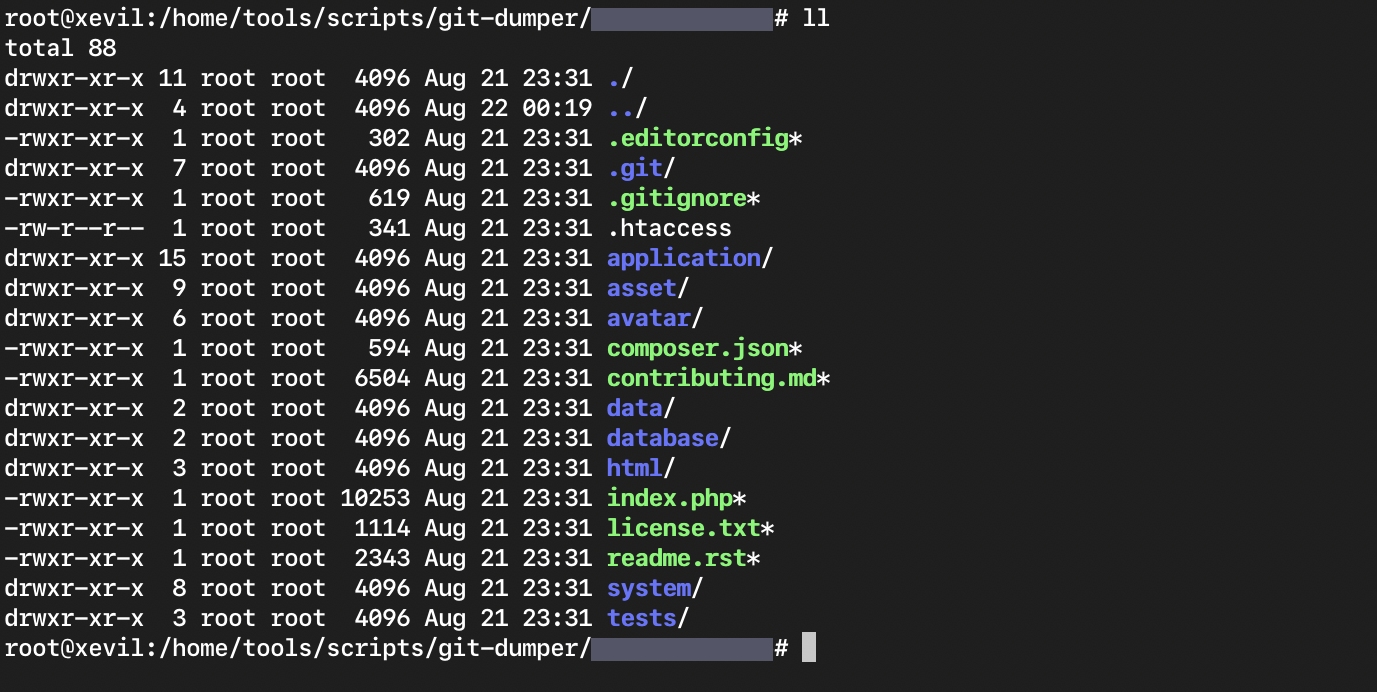 root@xevil:/home/tools/scripts/git-dumper/ # ll
total 88
drwxr-xr-x 11 root root  4096 Aug 21 23:31 ./
drwxr-xr-x  4 root root  4096 Aug 22 00:19 ../
-rwxr-xr-x  1 root root   302 Aug 21 23:31 .editorconfig*
drwxr-xr-x  7 root root  4096 Aug 21 23:31 .git/
-rwxr-xr-x  1 root root   619 Aug 21 23:31 .gitignore*
-rw-r--r--  1 root root   341 Aug 21 23:31 .htaccess
drwxr-xr-x 15 root root  4096 Aug 21 23:31 application/
drwxr-xr-x  9 root root  4096 Aug 21 23:31 asset/
drwxr-xr-x  6 root root  4096 Aug 21 23:31 avatar/
-rwxr-xr-x  1 root root   594 Aug 21 23:31 composer.json*
-rwxr-xr-x  1 root root  6504 Aug 21 23:31 contributing.md*
drwxr-xr-x  2 root root  4096 Aug 21 23:31 data/
drwxr-xr-x  2 root root  4096 Aug 21 23:31 database/
drwxr-xr-x  3 root root  4096 Aug 21 23:31 html/
-rwxr-xr-x  1 root root 10253 Aug 21 23:31 index.php*
-rwxr-xr-x  1 root root  1114 Aug 21 23:31 license.txt*
-rwxr-xr-x  1 root root  2343 Aug 21 23:31 readme.rst*
drwxr-xr-x  8 root root  4096 Aug 21 23:31 system/
drwxr-xr-x  3 root root  4096 Aug 21 23:31 tests/
root@xevil:/home/tools/scripts/git-dumper/ #